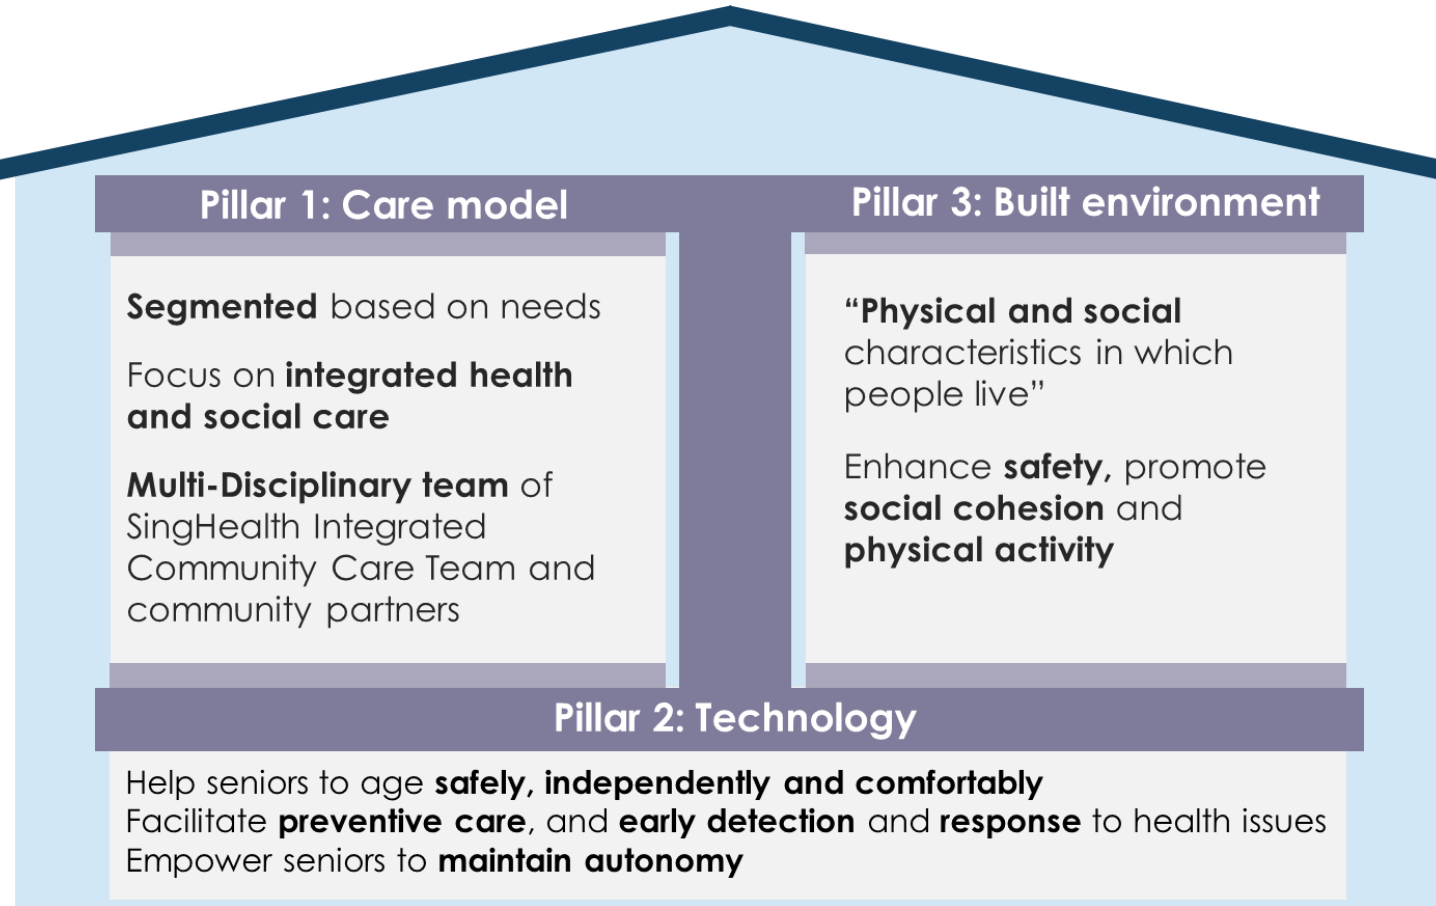 Pillar 1: Care model
Segmented based on needs
Focus on integrated health
and social care
Multi-Disciplinary team of
SingHealth Integrated
Community Care Team and
community partners
Pillar 3: Built environment
“Physical and social
characteristics in which
people live”
Enhance safety, promote
social cohesion and
physical activity
Pillar 2: Technology
Help seniors to age safely, independently and comfortably
Facilitate preventive care, and early detection and response to health issues
Empower seniors to maintain autonomy